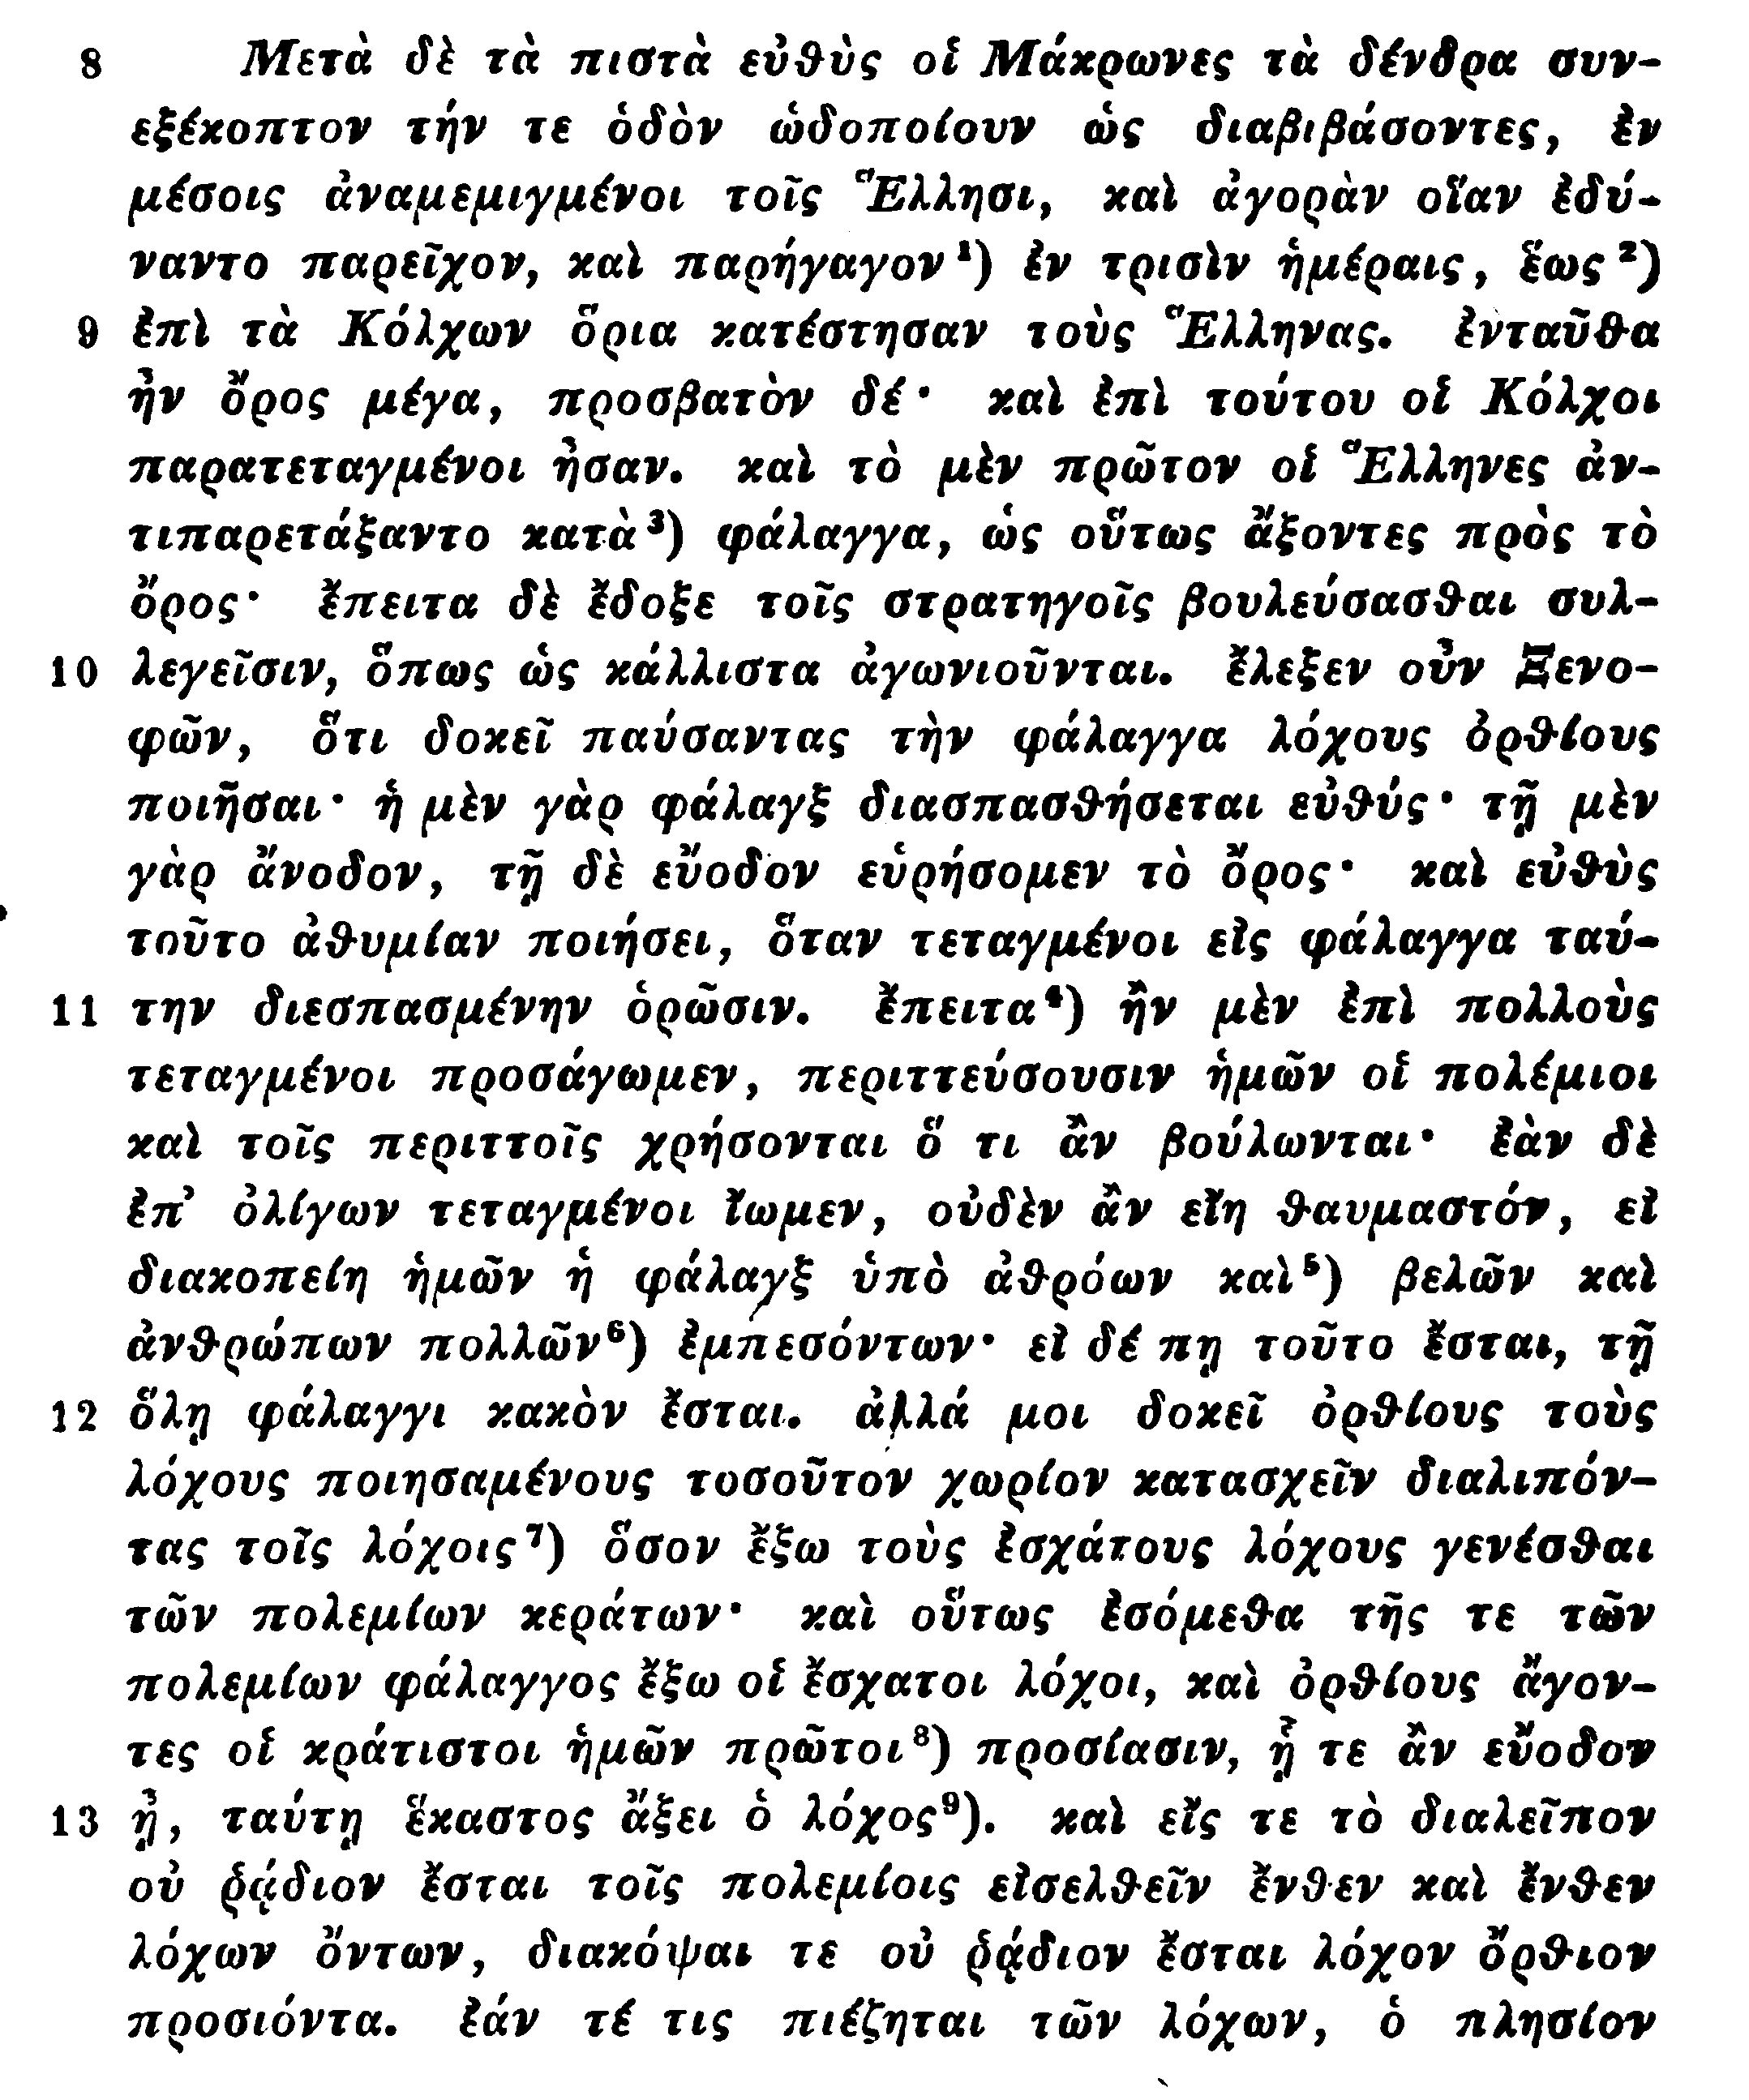 8 Μετὰ δὲ τὰ πιστὰ εὐθὺς οἱ Μάκρωνες τὰ δένδρα συν-
εξέκοπτον τήν τε ὁδὸν ὡδοποίουν ὡς διαβιβάσοντες, ἐν
μέσοις ἀναμεμιγμένοι τοῖς Ἕλλησι, καὶ ἀγορὰν οἵαν ἐδύ-
ναντο παρεῖχον, καὶ παρήγαγον¹) ἐν τρισὶν ἡμέραις, ἕως²)
9 ἐπὶ τὰ Κόλχων ὅρια κατέστησαν τοὺς Ἕλληνας. ἐνταῦθα
ἦν ὄρος μέγα, προσβατὸν δέ· καὶ ἐπὶ τούτου οἱ Κόλχοι
παρατεταγμένοι ἦσαν. καὶ τὸ μὲν πρῶτον οἱ Ἕλληνες ἀν-
τιπαρετάξαντο κατὰ³) φάλαγγα, ὡς οὕτως ἄξοντες πρὸς τὸ
ὄρος· ἔπειτα δὲ ἔδοξε τοῖς στρατηγοῖς βουλεύσασθαι συλ-
10 λεγεῖσιν, ὅπως ὡς κάλλιστα ἀγωνιοῦνται. ἔλεξεν οὖν Ξενο-
φῶν, ὅτι δοκεῖ παύσαντας τὴν φάλαγγα λόχους ὀρθίους
ποιῆσαι· ἡ μὲν γὰρ φάλαγξ διασπασθήσεται εὐθύς· τῇ μὲν
γὰρ ἄνοδον, τῇ δὲ εὔοδον εὑρήσομεν τὸ ὄρος· καὶ εὐθὺς
τοῦτο ἀθυμίαν ποιήσει, ὅταν τεταγμένοι εἰς φάλαγγα ταύ-
11 την διεσπασμένην ὁρῶσιν. ἔπειτα⁴) ἢν μὲν ἐπὶ πολλοὺς
τεταγμένοι προσάγωμεν, περιττεύσουσιν ἡμῶν οἱ πολέμιοι
καὶ τοῖς περιττοῖς χρήσονται ὅ τι ἂν βούλωνται· ἐὰν δὲ
ἐπ᾽ ὀλίγων τεταγμένοι ἴωμεν, οὐδὲν ἂν εἴη θαυμαστόν, εἰ
διακοπείη ἡμῶν ἡ φάλαγξ ὑπὸ ἀθρόων καὶ⁵) βελῶν καὶ
ἀνθρώπων πολλῶν⁶) ἐμπεσόντων· εἰ δέ πῃ τοῦτο ἔσται, τῇ
12 ὅλῃ φάλαγγι κακὸν ἔσται. ἀλλά μοι δοκεῖ ὀρθίους τοὺς
λόχους ποιησαμένους τοσοῦτον χωρίον κατασχεῖν διαλιπόν-
τας τοῖς λόχοις⁷) ὅσον ἔξω τοὺς ἐσχάτους λόχους γενέσθαι
τῶν πολεμίων κεράτων· καὶ οὕτως ἐσόμεθα τῆς τε τῶν
πολεμίων φάλαγγος ἔξω οἱ ἔσχατοι λόχοι, καὶ ὀρθίους ἄγον-
τες οἱ κράτιστοι ἡμῶν πρῶτοι⁸) προσίασιν, ᾗ τε ἂν εὔοδον
13 ᾖ, ταύτῃ ἕκαστος ἄξει ὁ λόχος⁹). καὶ εἴς τε τὸ διαλεῖπον
οὐ ῥᾴδιον ἔσται τοῖς πολεμίοις εἰσελθεῖν ἔνθεν καὶ ἔνθεν
λόχων ὄντων, διακόψαι τε οὐ ῥᾴδιον ἔσται λόχον ὄρθιον
προσιόντα. ἐάν τέ τις πιέζηται τῶν λόχων, ὁ πλησίον